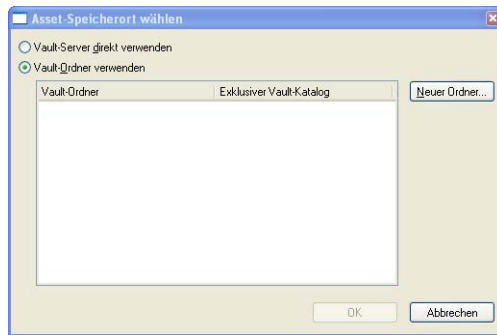 Asset-Speicherort wählen
Vault-Server direkt verwenden
Vault-Ordner verwenden
Vault-Ordner Exklusiver Vault-Katalog Neuer Ordner...
OK Abbrechen